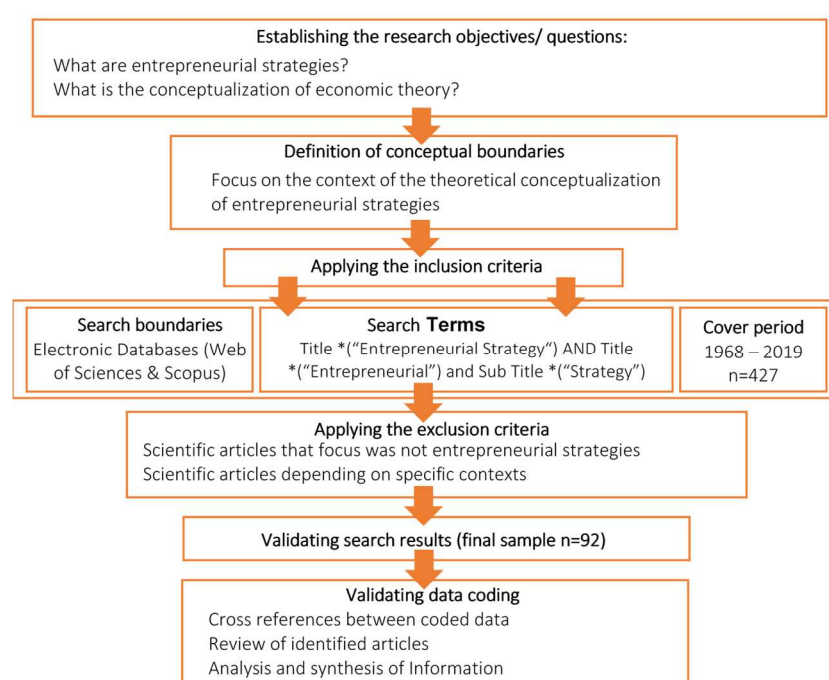 Establishing the research objectives/ questions:
What are entrepreneurial strategies?
What is the conceptualization of economic theory?
Definition of conceptual boundaries
Focus on the context of the theoretical conceptualization
of entrepreneurial strategies
Applying the inclusion criteria
Search boundaries
Electronic Databases (Web
of Sciences & Scopus)
Search Terms
Title *(“Entrepreneurial Strategy“) AND Title
*(“Entrepreneurial”) and Sub Title *(“Strategy”)
Cover period
1968 – 2019
n=427
Applying the exclusion criteria
Scientific articles that focus was not entrepreneurial strategies
Scientific articles depending on specific contexts
Validating search results (final sample n=92)
Validating data coding
Cross references between coded data
Review of identified articles
Analysis and synthesis of Information